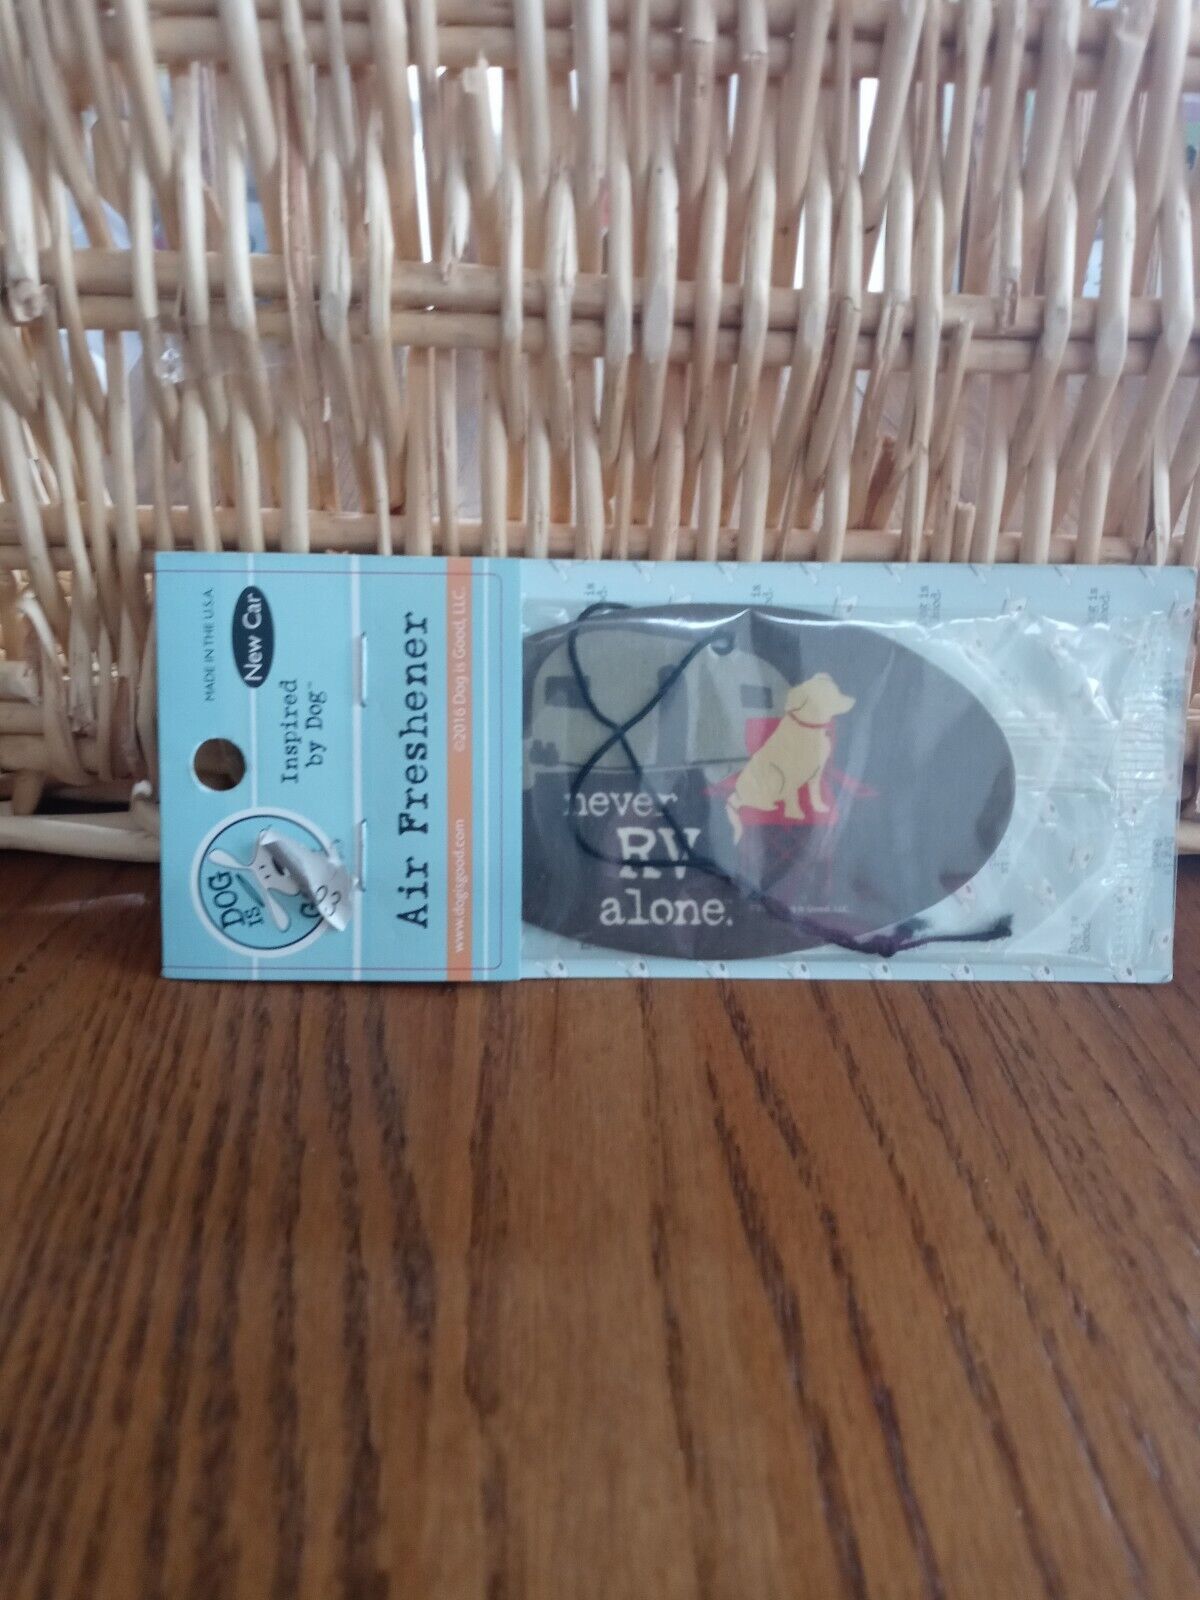 MADE IN THE U.S.A.
New Car
Inspired
by Dog™
DOG
IS
Air Freshener
www.dogisgood.com
©2016 Dog is Good, LLC
never
RV
alone.